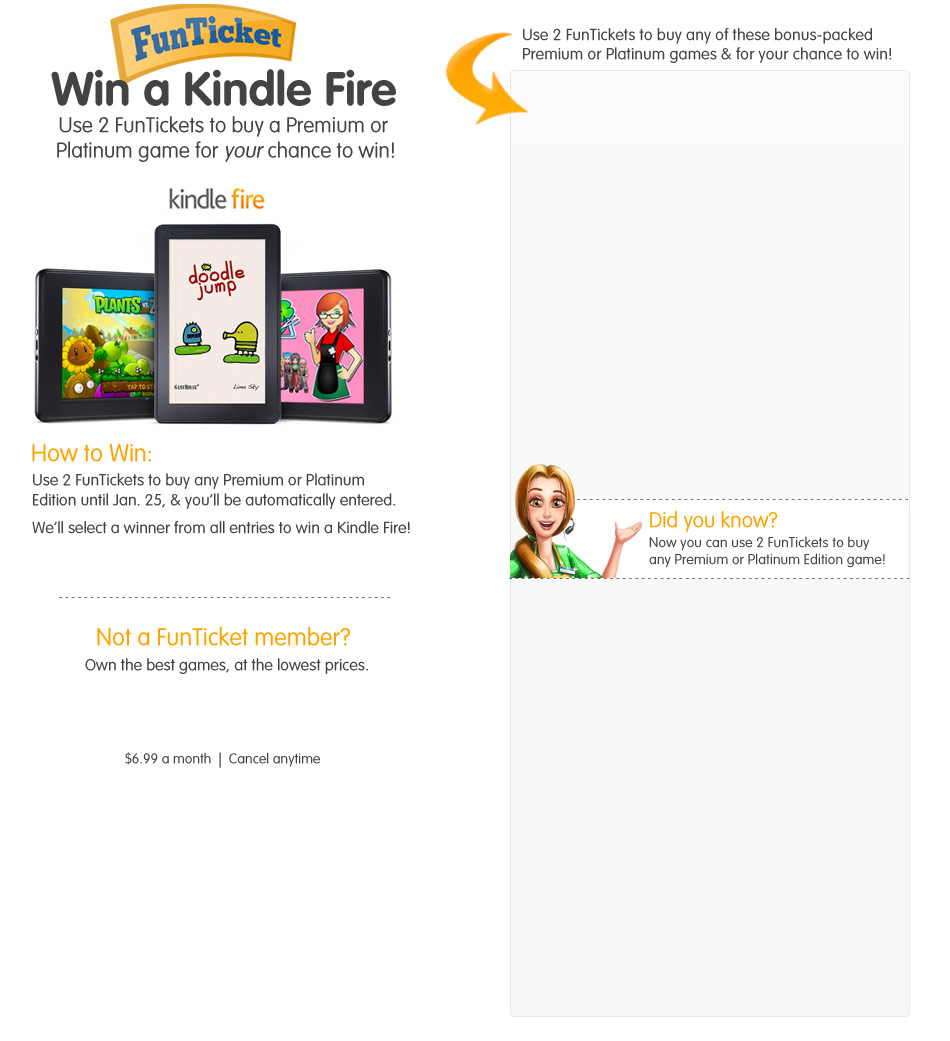 FunTicket
Win a Kindle Fire
Use 2 FunTickets to buy a Premium or
Platinum game for your chance to win!
kindle fire
PLANTS VS.
TAP TO ST
doodle
jump
GAMEHOUSE™
Lima Sky
How to Win:
Use 2 FunTickets to buy any Premium or Platinum
Edition until Jan. 25, & you'll be automatically entered.
We'll select a winner from all entries to win a Kindle Fire!
Not a FunTicket member?
Own the best games, at the lowest prices.
$6.99 a month | Cancel anytime
Use 2 FunTickets to buy any of these bonus-packed
Premium or Platinum games & for your chance to win!
Did you know?
Now you can use 2 FunTickets to buy
any Premium or Platinum Edition game!